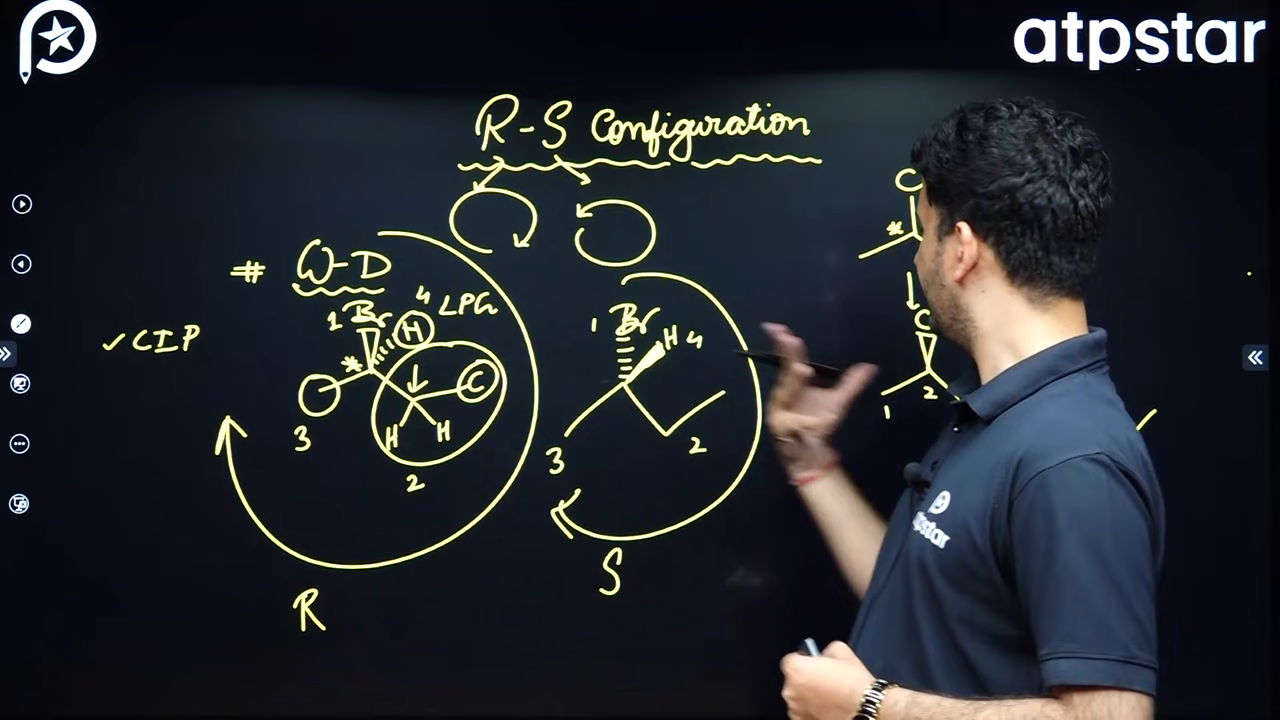 atpstar
R-S Configuration
# W-D
✓ CIP
1 Br
H
4 LPG
*
C
H H
3
2
R
1 Br
H 4
3
2
S
*
1
2
atpstar